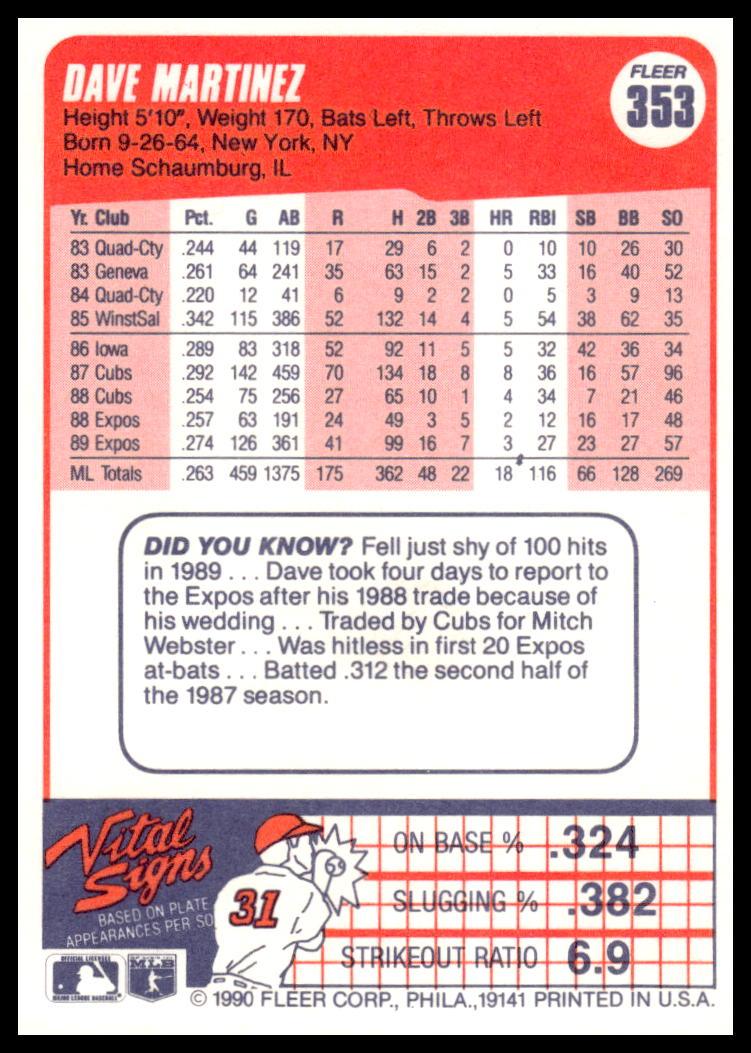 DAVE MARTINEZ
FLEER
353
Height 5'10", Weight 170, Bats Left, Throws Left
Born 9-26-64, New York, NY
Home Schaumburg, IL
Yr. Club Pct. G AB R H 2B 3B HR RBI SB BB SO
83 Quad-Cty .244 44 119 17 29 6 2 0 10 10 26 30
83 Geneva .261 64 241 35 63 15 2 5 33 16 40 52
84 Quad-Cty .220 12 41 6 9 2 2 0 5 3 9 13
85 WinstSal .342 115 386 52 132 14 4 5 54 38 62 35
86 Iowa .289 83 318 52 92 11 5 5 32 42 36 34
87 Cubs .292 142 459 70 134 18 8 8 36 16 57 96
88 Cubs .254 75 256 27 65 10 1 4 34 7 21 46
88 Expos .257 63 191 24 49 3 5 2 12 16 17 48
89 Expos .274 126 361 41 99 16 7 3 27 23 27 57
ML Totals .263 459 1375 175 362 48 22 18 116 66 128 269
DID YOU KNOW? Fell just shy of 100 hits
in 1989 . . . Dave took four days to report to
the Expos after his 1988 trade because of
his wedding . . . Traded by Cubs for Mitch
Webster . . . Was hitless in first 20 Expos
at-bats . . . Batted .312 the second half of
the 1987 season.
Vital
Signs
BASED ON PLATE
APPEARANCES PER SO
31
ON BASE % .324
SLUGGING % .382
STRIKEOUT RATIO 6.9
OFFICIAL LICENSEE
MAJOR LEAGUE BASEBALL
MLB
© 1990 FLEER CORP., PHILA.,19141 PRINTED IN U.S.A.